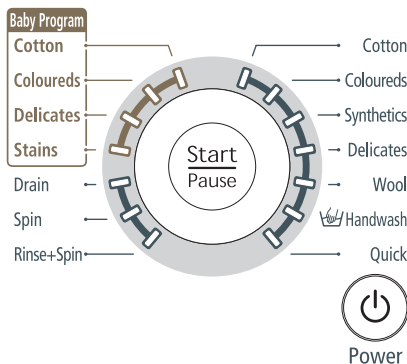 Baby Program
Cotton
Coloureds
Delicates
Stains
Drain
Spin
Rinse+Spin
Start
Pause
Cotton
Coloureds
Synthetics
Delicates
Wool
Handwash
Quick
Power